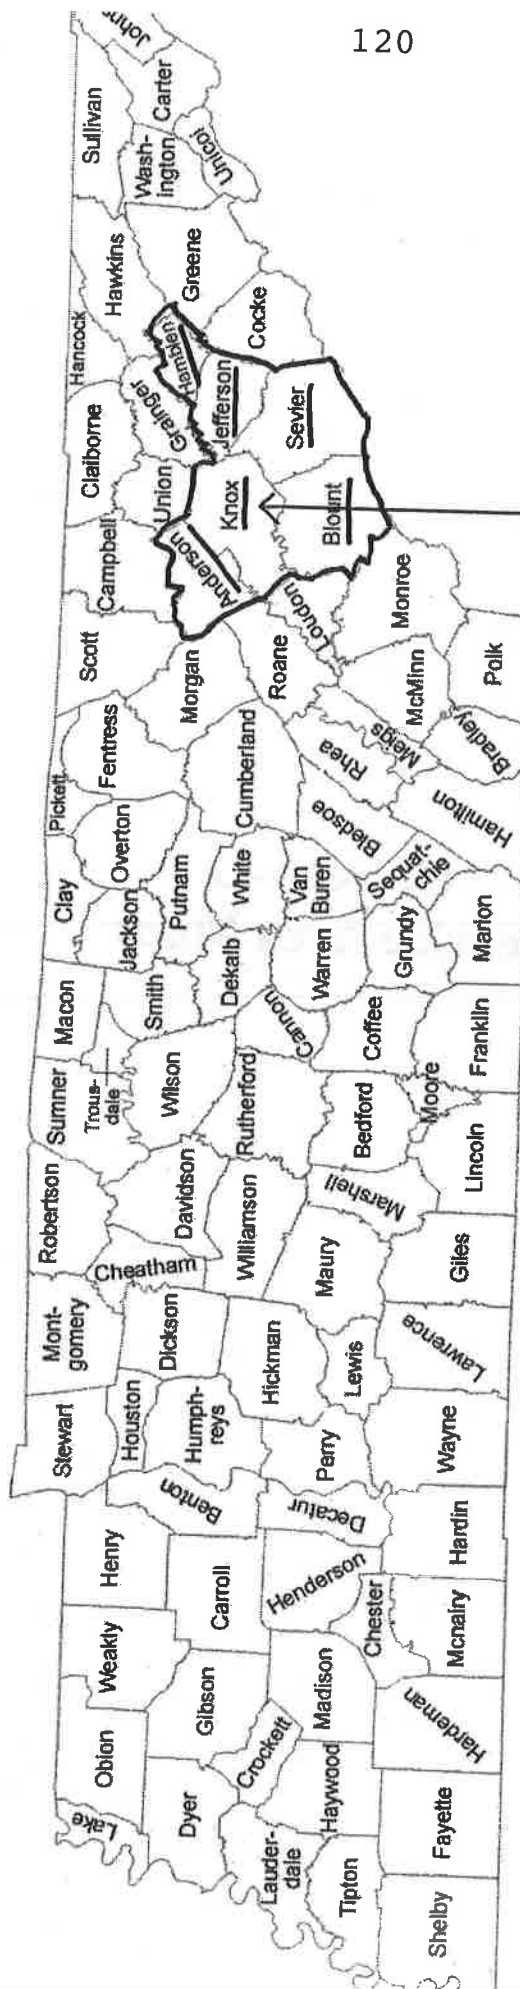 120
Johns
Carter
Sullivan
Unicoi
Wash-
ington
Greene
Hawkins
Cocke
Hancock
Hamblen
Jefferson
Sevier
Grainger
Claiborne
Union
Knox
Blount
Campbell
Anderson
Loudon
Monroe
Scott
Morgan
Roane
McMinn
Polk
Fentress
Cumberland
Rhea
Meigs
Bradley
Pickett
Overton
Putnam
White
Van
Buren
Bledsoe
Hamilton
Sequat-
chie
Clay
Jackson
Dekalb
Warren
Grundy
Marion
Macon
Smith
Cannon
Coffee
Franklin
Sumner
Trous-
dale
Wilson
Rutherford
Bedford
Moore
Lincoln
Robertson
Davidson
Williamson
Marshell
Cheatham
Maury
Giles
Mont-
gomery
Dickson
Hickman
Lewis
Lawrence
Stewart
Houston
Humph-
reys
Perry
Wayne
Benton
Decatur
Henry
Carroll
Henderson
Hardin
Chester
Weakly
Gibson
Madison
Mcnairy
Obion
Crockett
Hardeman
Lake
Dyer
Haywood
Fayette
Lauder-
dale
Tipton
Shelby